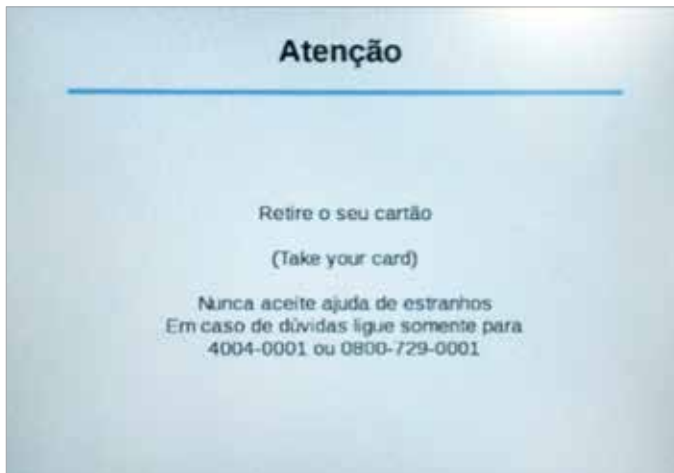 Atenção
Retire o seu cartão
(Take your card)
Nunca aceite ajuda de estranhos
Em caso de dúvidas ligue somente para
4004-0001 ou 0800-729-0001